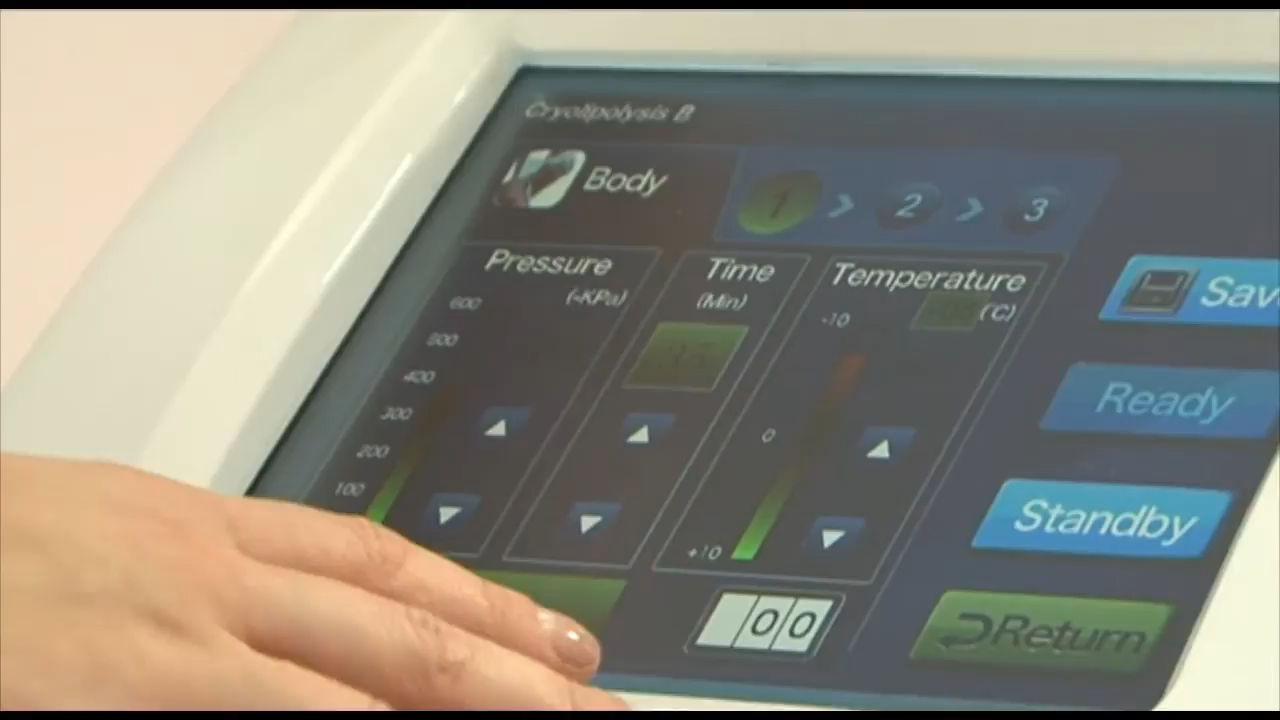 Cryolipolysis B
Body
1 > 2 > 3
Pressure
(-KPa)
600
500
400
300
200
100
Time
(Min)
Temperature
(°C)
-10
0
+10
00
Sav
Ready
Standby
Return